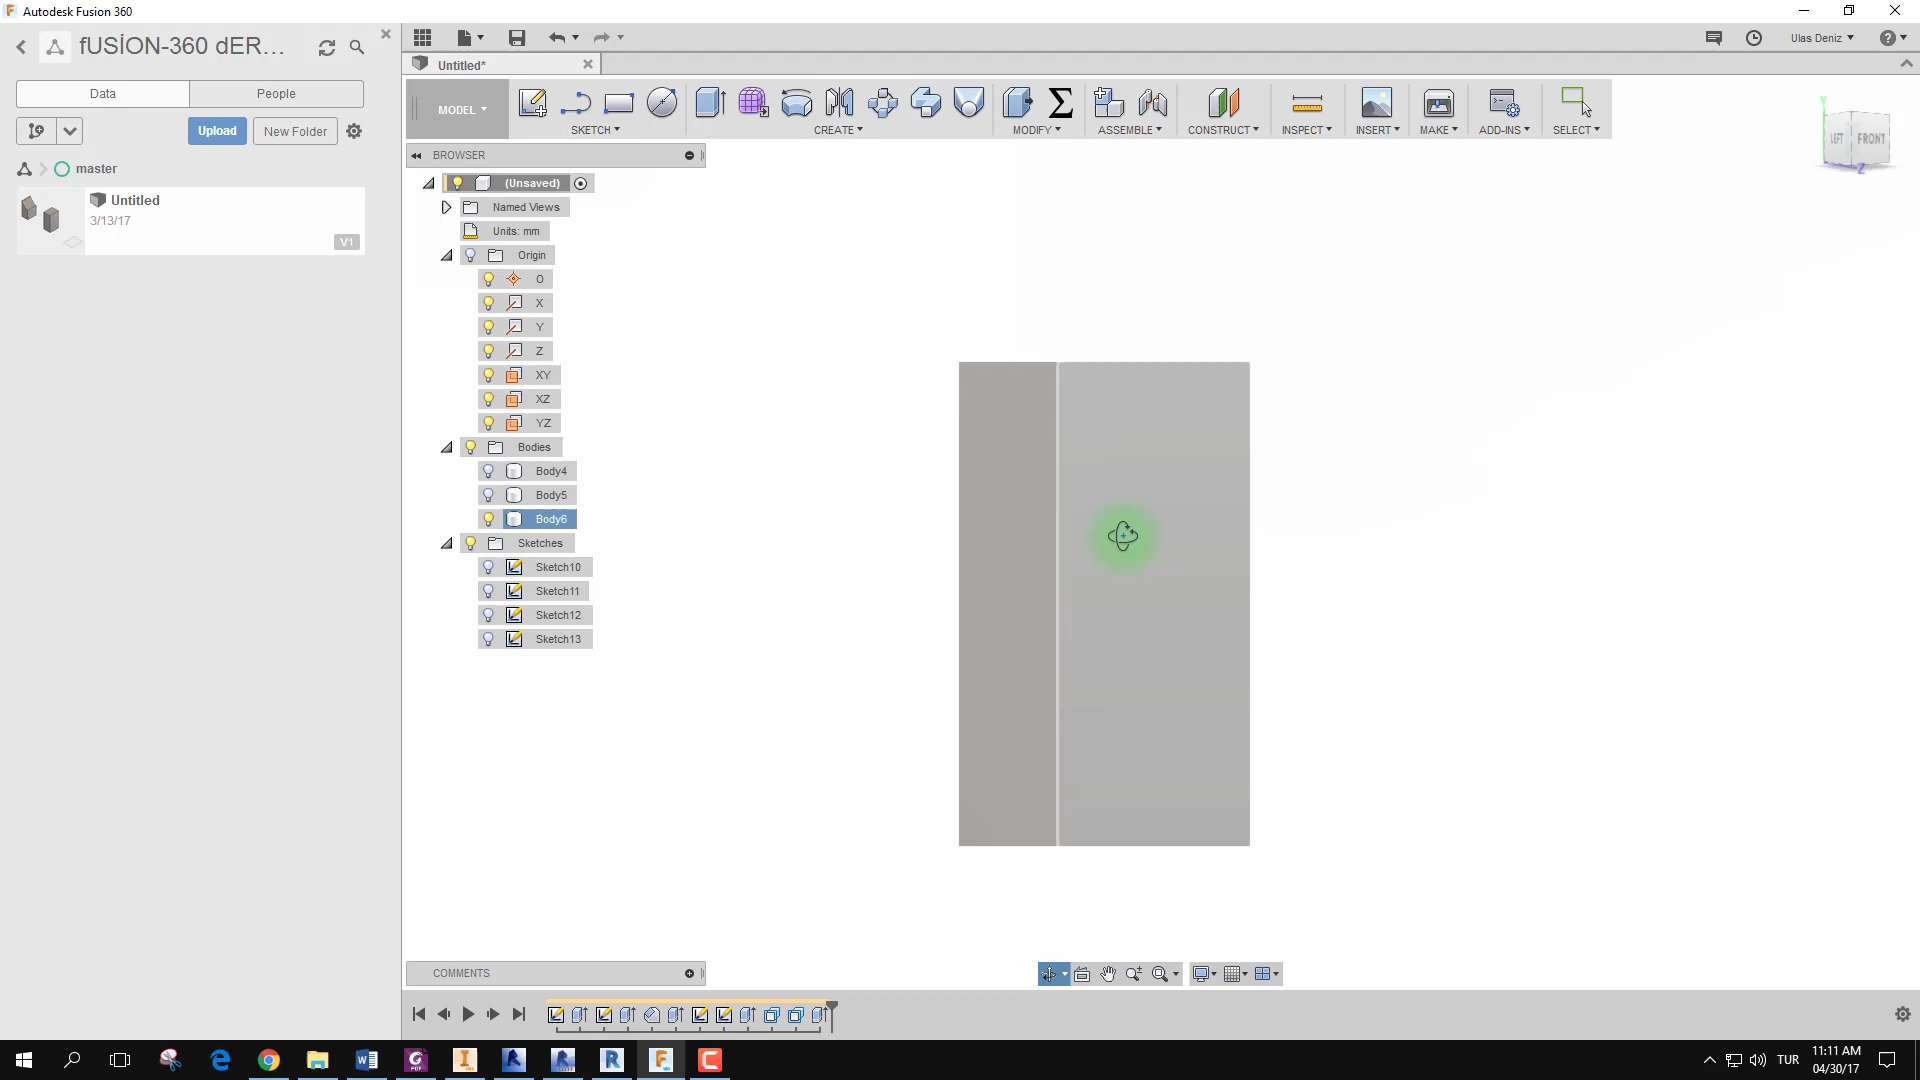 Autodesk Fusion 360
fUSİON-360 dER...
Data People
Upload New Folder
master
Untitled
3/13/17
V1
Ulas Deniz
Untitled*
MODEL
SKETCH CREATE MODIFY ASSEMBLE CONSTRUCT INSPECT INSERT MAKE ADD-INS SELECT
BROWSER
(Unsaved)
Named Views
Units: mm
Origin
O
X
Y
Z
XY
XZ
YZ
Bodies
Body4
Body5
Body6
Sketches
Sketch10
Sketch11
Sketch12
Sketch13
Y
LEFT FRONT
Z
COMMENTS
TUR
11:11 AM
04/30/17